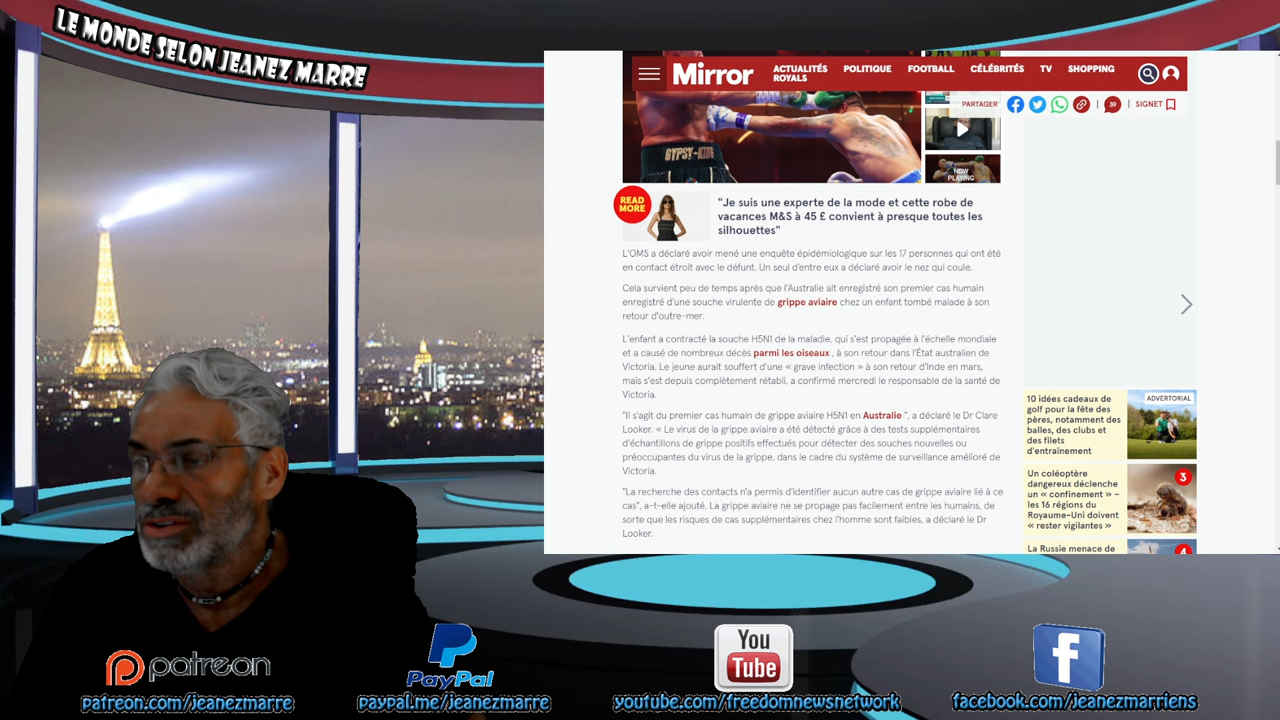 LE MONDE SELON JEANEZ MARRE
Mirror
ACTUALITÉS
ROYALS
POLITIQUE
FOOTBALL
CÉLÉBRITÉS
TV
SHOPPING
PARTAGER
39
SIGNET
GYPSY-KING
NOW
PLAYING
READ
MORE
"Je suis une experte de la mode et cette robe de
vacances M&S à 45 £ convient à presque toutes les
silhouettes"
L'OMS a déclaré avoir mené une enquête épidémiologique sur les 17 personnes qui ont été
en contact étroit avec le défunt. Un seul d'entre eux a déclaré avoir le nez qui coule.
Cela survient peu de temps après que l'Australie ait enregistré son premier cas humain
enregistré d'une souche virulente de grippe aviaire chez un enfant tombé malade à son
retour d'outre-mer.
L'enfant a contracté la souche H5N1 de la maladie, qui s'est propagée à l'échelle mondiale
et a causé de nombreux décès parmi les oiseaux , à son retour dans l'État australien de
Victoria. Le jeune aurait souffert d'une « grave infection » à son retour d'Inde en mars,
mais s'est depuis complètement rétabli, a confirmé mercredi le responsable de la santé de
Victoria.
"Il s'agit du premier cas humain de grippe aviaire H5N1 en Australie ", a déclaré le Dr Clare
Looker. « Le virus de la grippe aviaire a été détecté grâce à des tests supplémentaires
d'échantillons de grippe positifs effectués pour détecter des souches nouvelles ou
préoccupantes du virus de la grippe, dans le cadre du système de surveillance amélioré de
Victoria.
"La recherche des contacts n'a permis d'identifier aucun autre cas de grippe aviaire lié à ce
cas", a-t-elle ajouté. La grippe aviaire ne se propage pas facilement entre les humains, de
sorte que les risques de cas supplémentaires chez l'homme sont faibles, a déclaré le Dr
Looker.
10 idées cadeaux de
golf pour la fête des
pères, notamment des
balles, des clubs et
des filets
d'entraînement
ADVERTORIAL
Un coléoptère
dangereux déclenche
un « confinement » –
les 16 régions du
Royaume-Uni doivent
« rester vigilantes »
3
La Russie menace de
4
patreon
patreon.com/jeanezmarre
PayPal
paypal.me/jeanezmarre
You
Tube
youtube.com/freedomnewsnetwork
f
facebook.com/jeanezmarriens